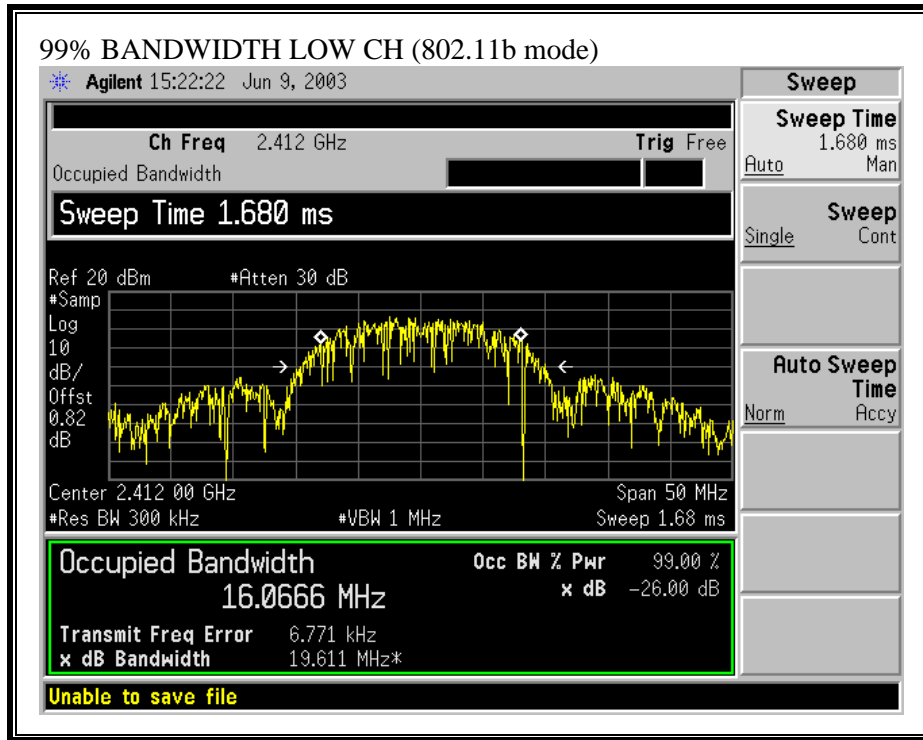 99% BANDWIDTH LOW CH (802.11b mode)
Agilent 15:22:22 Jun 9, 2003
Ch Freq 2.412 GHz Trig Free
Occupied Bandwidth
Sweep Time 1.680 ms
Ref 20 dBm #Atten 30 dB
#Samp
Log
10
dB/
Offst
0.82
dB
Center 2.412 00 GHz Span 50 MHz
#Res BW 300 kHz #VBW 1 MHz Sweep 1.68 ms
Occupied Bandwidth
16.0666 MHz
Occ BW % Pwr 99.00 %
x dB -26.00 dB
Transmit Freq Error 6.771 kHz
x dB Bandwidth 19.611 MHz*
Unable to save file
Sweep
Sweep Time
1.680 ms
Auto Man
Sweep
Single Cont
Auto Sweep
Time
Norm Accy